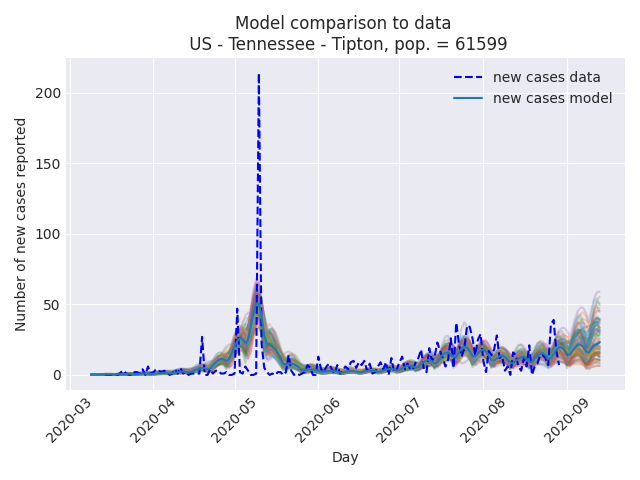 Model comparison to data
US - Tennessee - Tipton, pop. = 61599
new cases data
new cases model
Number of new cases reported
200
150
100
50
0
2020-03
2020-04
2020-05
2020-06
2020-07
2020-08
2020-09
Day